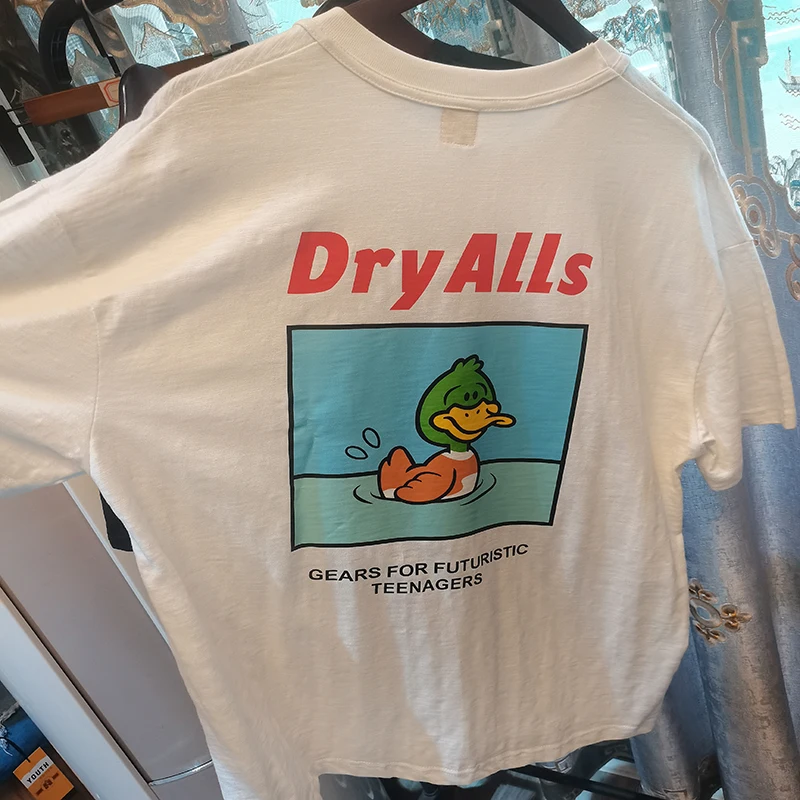 DryAlls
GEARS FOR FUTURISTIC
TEENAGERS
YOUTH